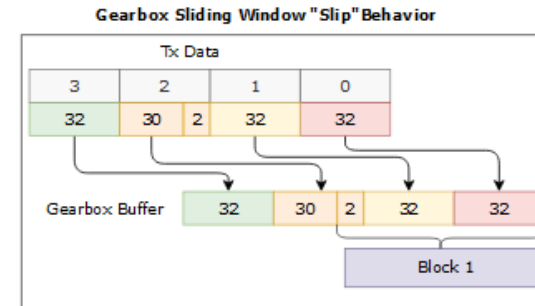 Gearbox Sliding Window "Slip" Behavior
Tx Data
3 2 1 0
32 30 2 32 32
Gearbox Buffer 32 30 2 32 32
Block 1